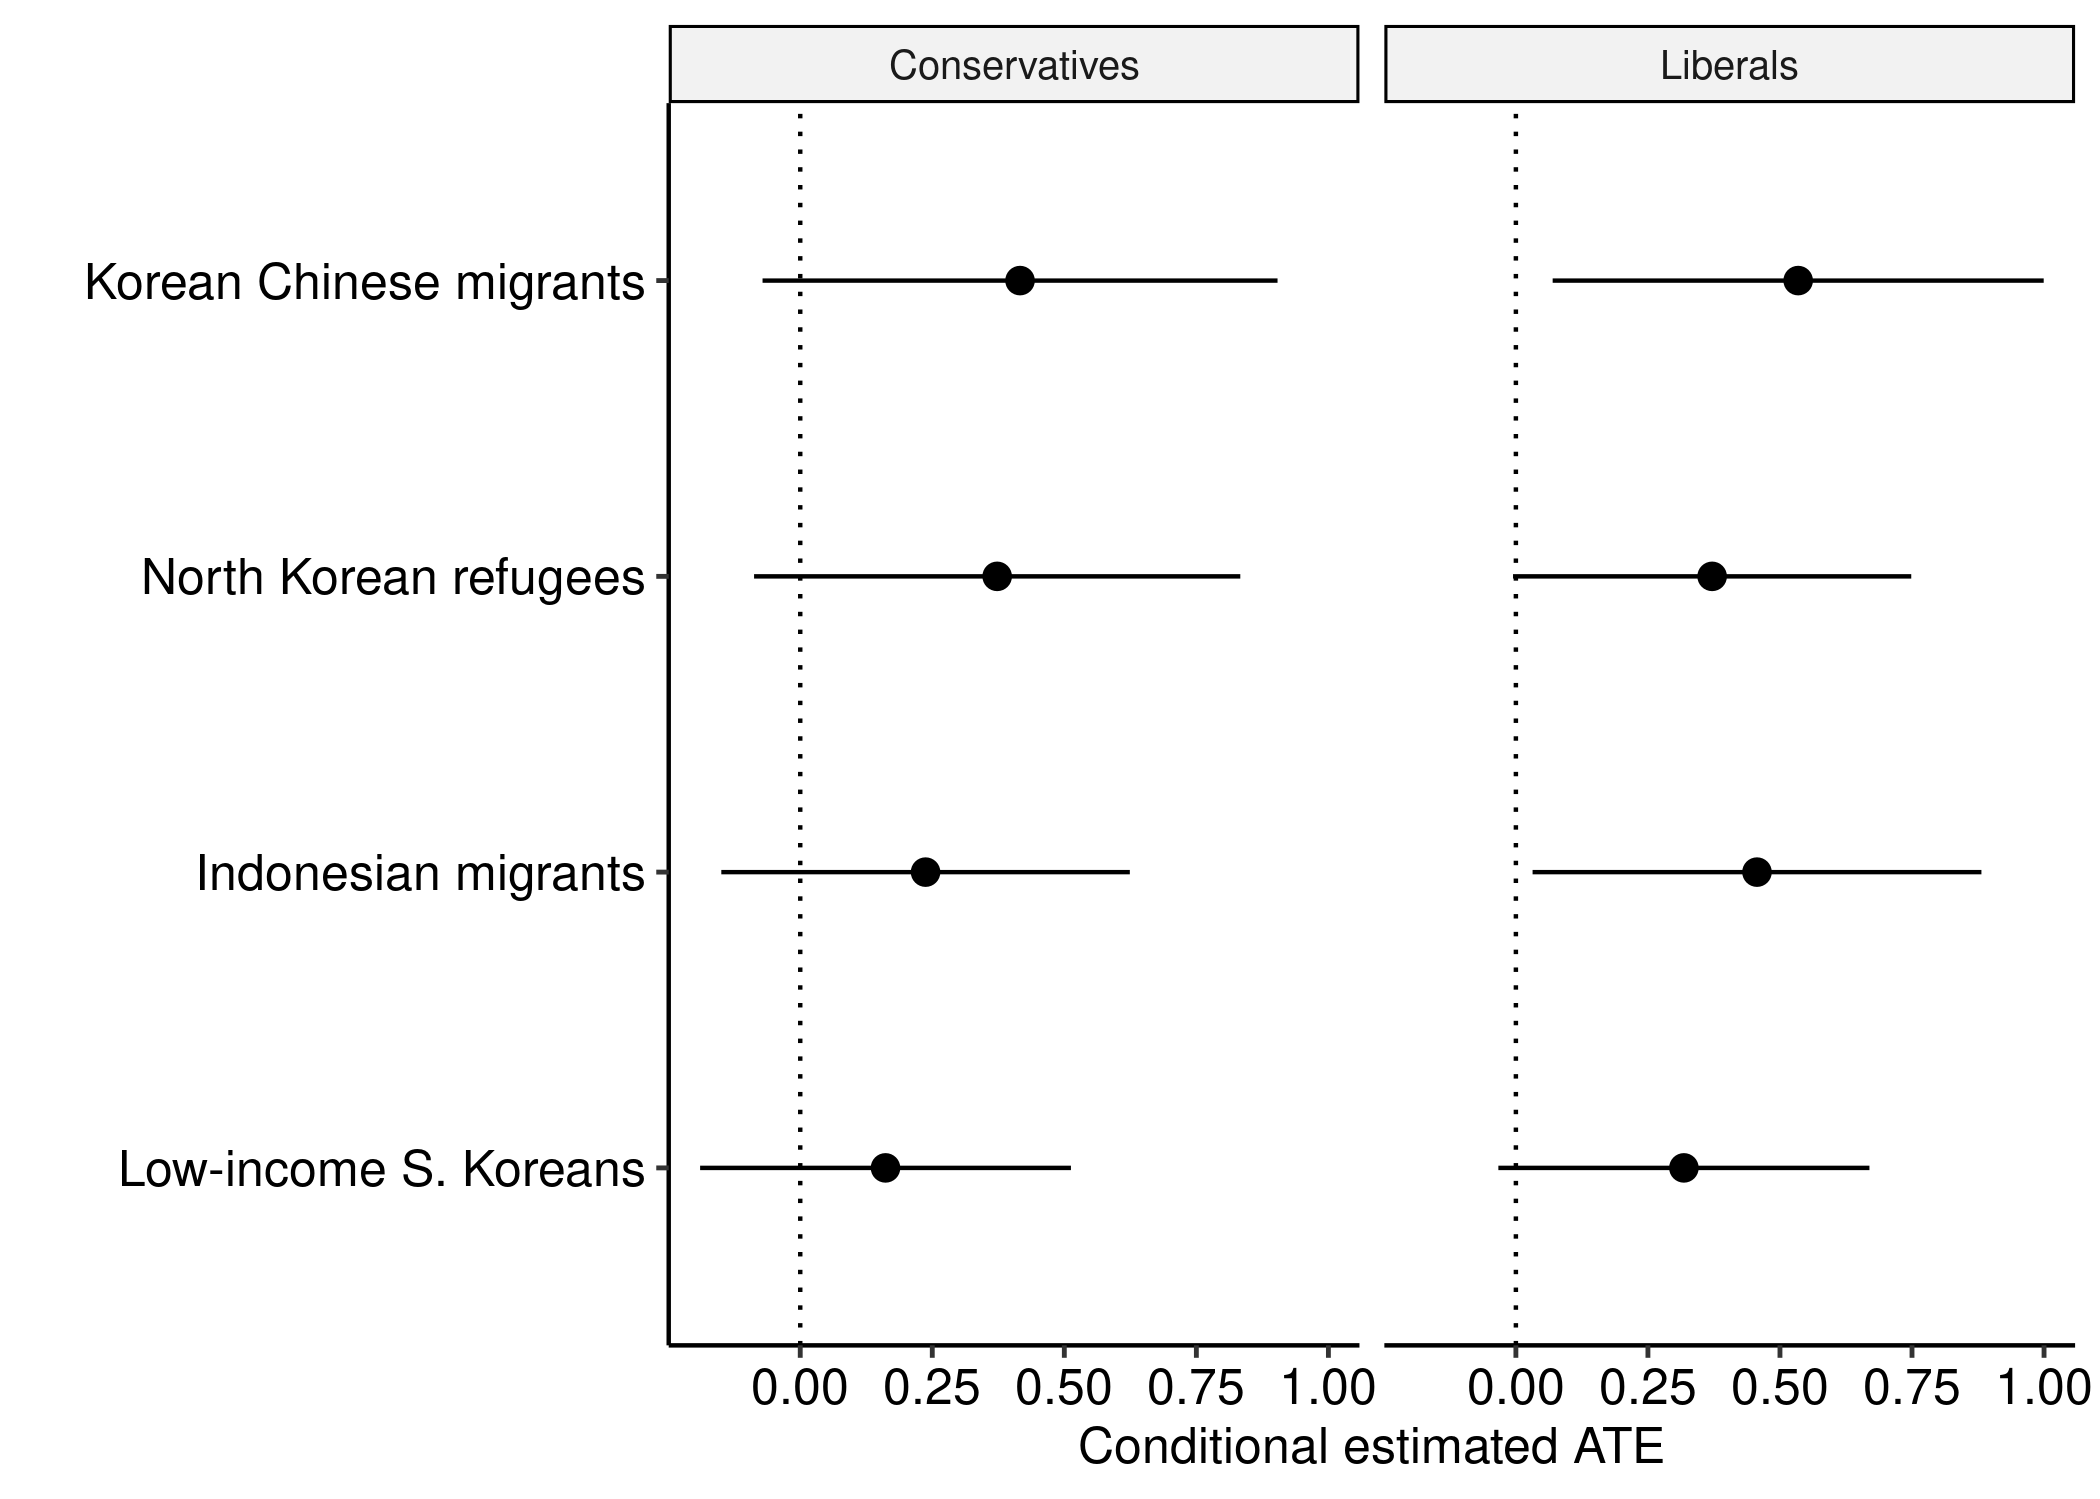 Conservatives
Liberals
Korean Chinese migrants
North Korean refugees
Indonesian migrants
Low-income S. Koreans
0.00 0.25 0.50 0.75 1.00 0.00 0.25 0.50 0.75 1.00
Conditional estimated ATE